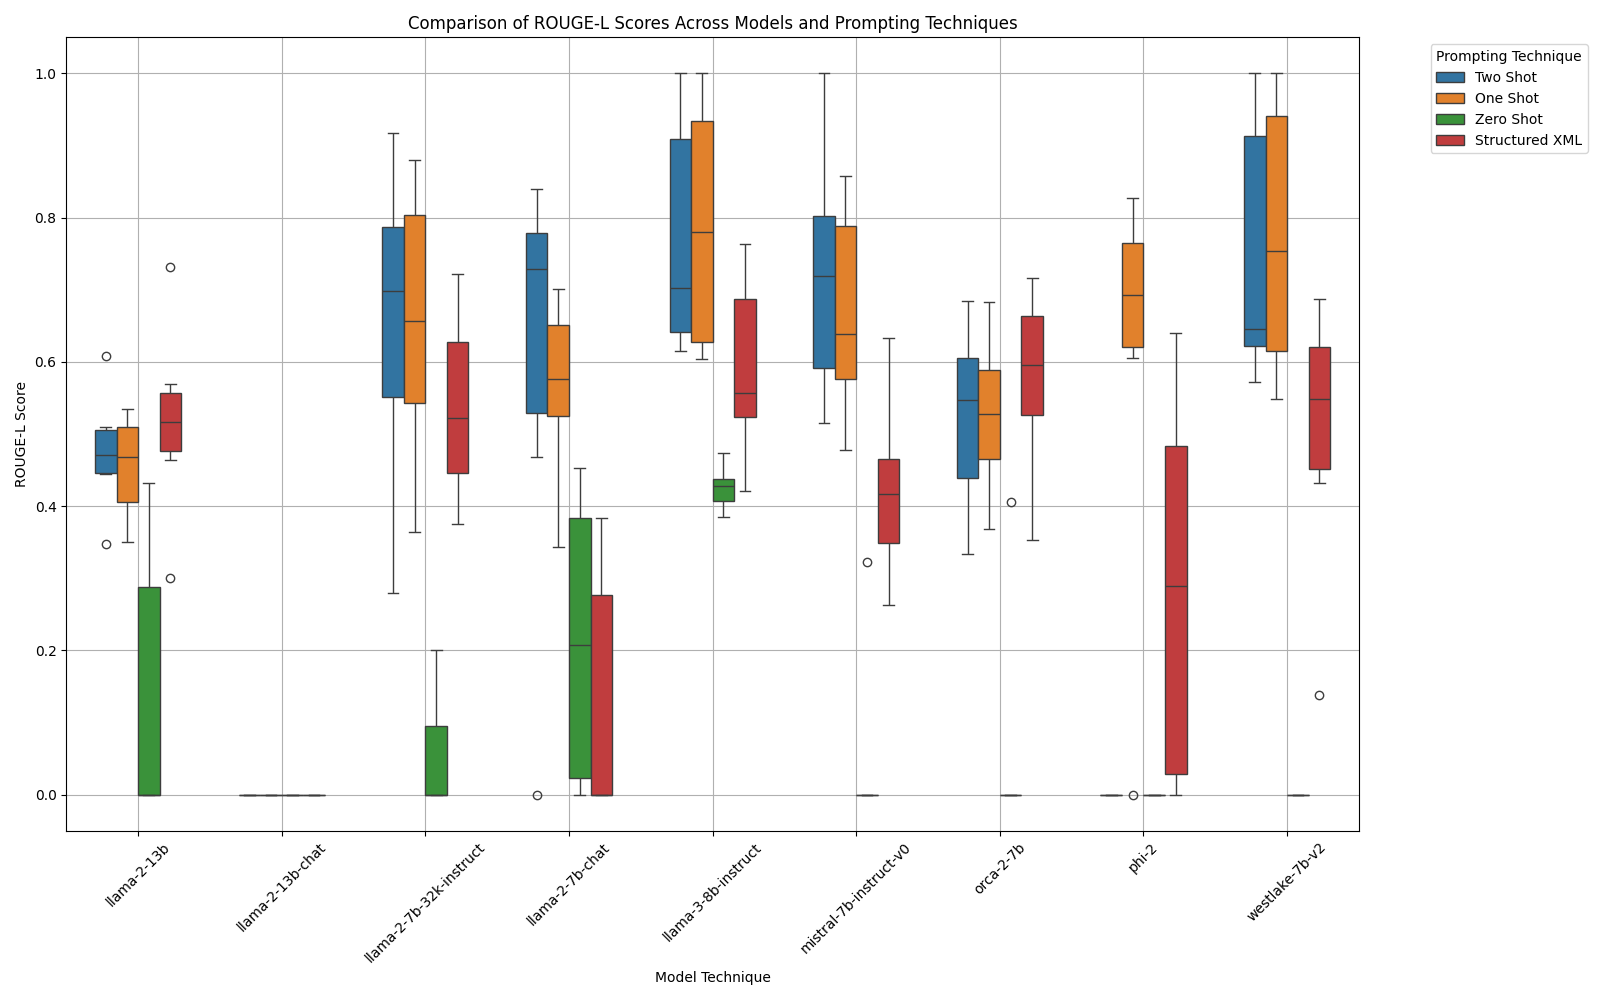 Comparison of ROUGE-L Scores Across Models and Prompting Techniques
Prompting Technique
Two Shot
One Shot
Zero Shot
Structured XML
ROUGE-L Score
1.0
0.8
0.6
0.4
0.2
0.0
llama-2-13b
llama-2-13b-chat
llama-2-7b-32k-instruct
llama-2-7b-chat
llama-3-8b-instruct
mistral-7b-instruct-v0
orca-2-7b
phi-2
westlake-7b-v2
Model Technique